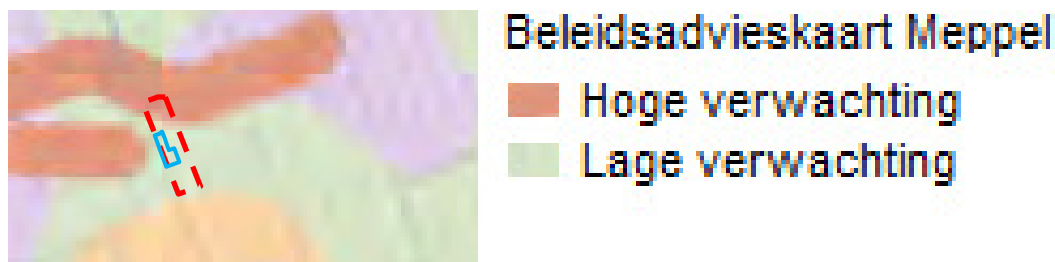 Beleidsadvieskaart Meppel
Hoge verwachting
Lage verwachting